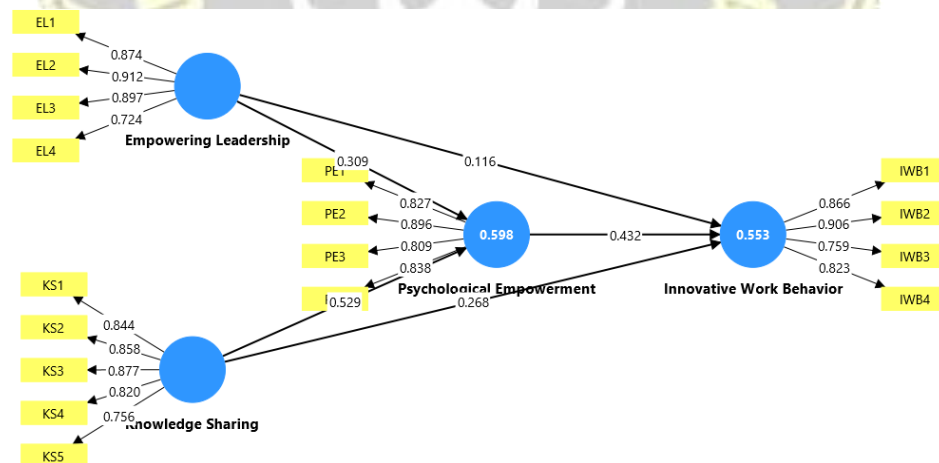 EL1
EL2
EL3
EL4
0.874
0.912
0.897
0.724
Empowering Leadership
0.309
0.116
PE1
PE2
PE3
0.827
0.896
0.809
0.838
0.598
0.432
0.553
Psychological Empowerment
Innovative Work Behavior
0.866
0.906
0.759
0.823
IWB1
IWB2
IWB3
IWB4
0.529
0.268
KS1
KS2
KS3
KS4
KS5
0.844
0.858
0.877
0.820
0.756
Knowledge Sharing